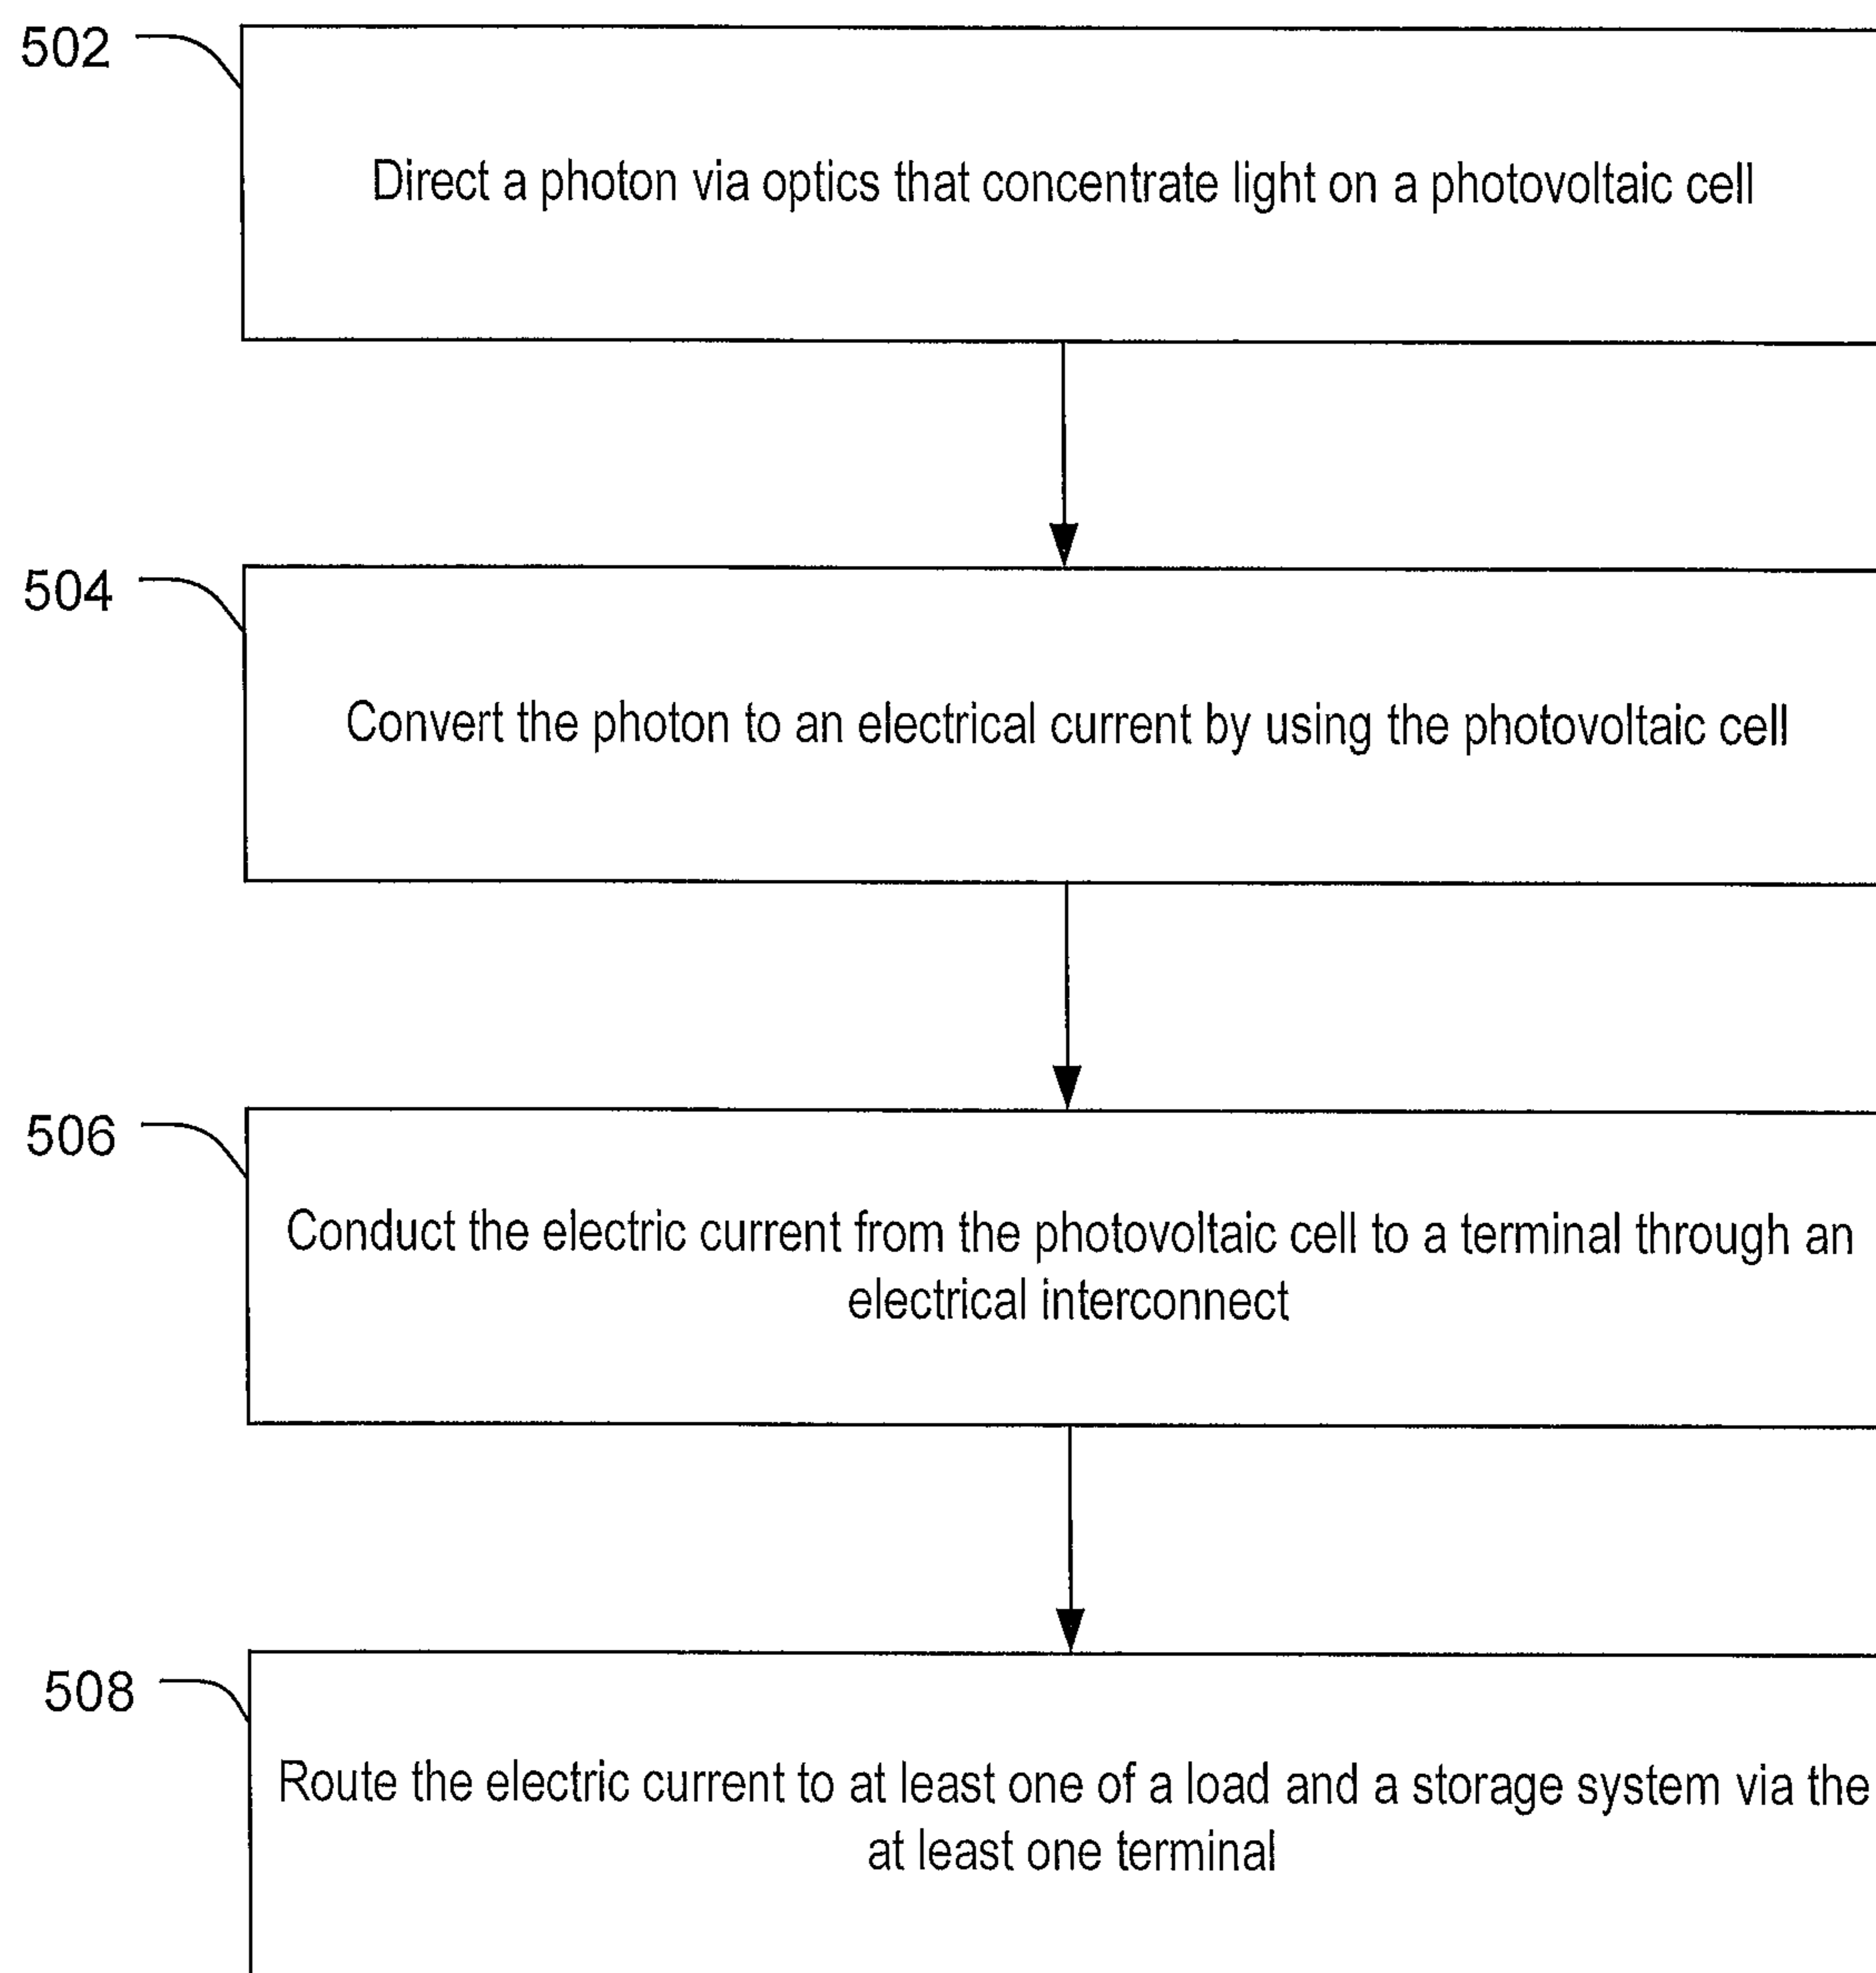 502
Direct a photon via optics that concentrate light on a photovoltaic cell
504
Convert the photon to an electrical current by using the photovoltaic cell
506
Conduct the electric current from the photovoltaic cell to a terminal through an
electrical interconnect
508
Route the electric current to at least one of a load and a storage system via the
at least one terminal